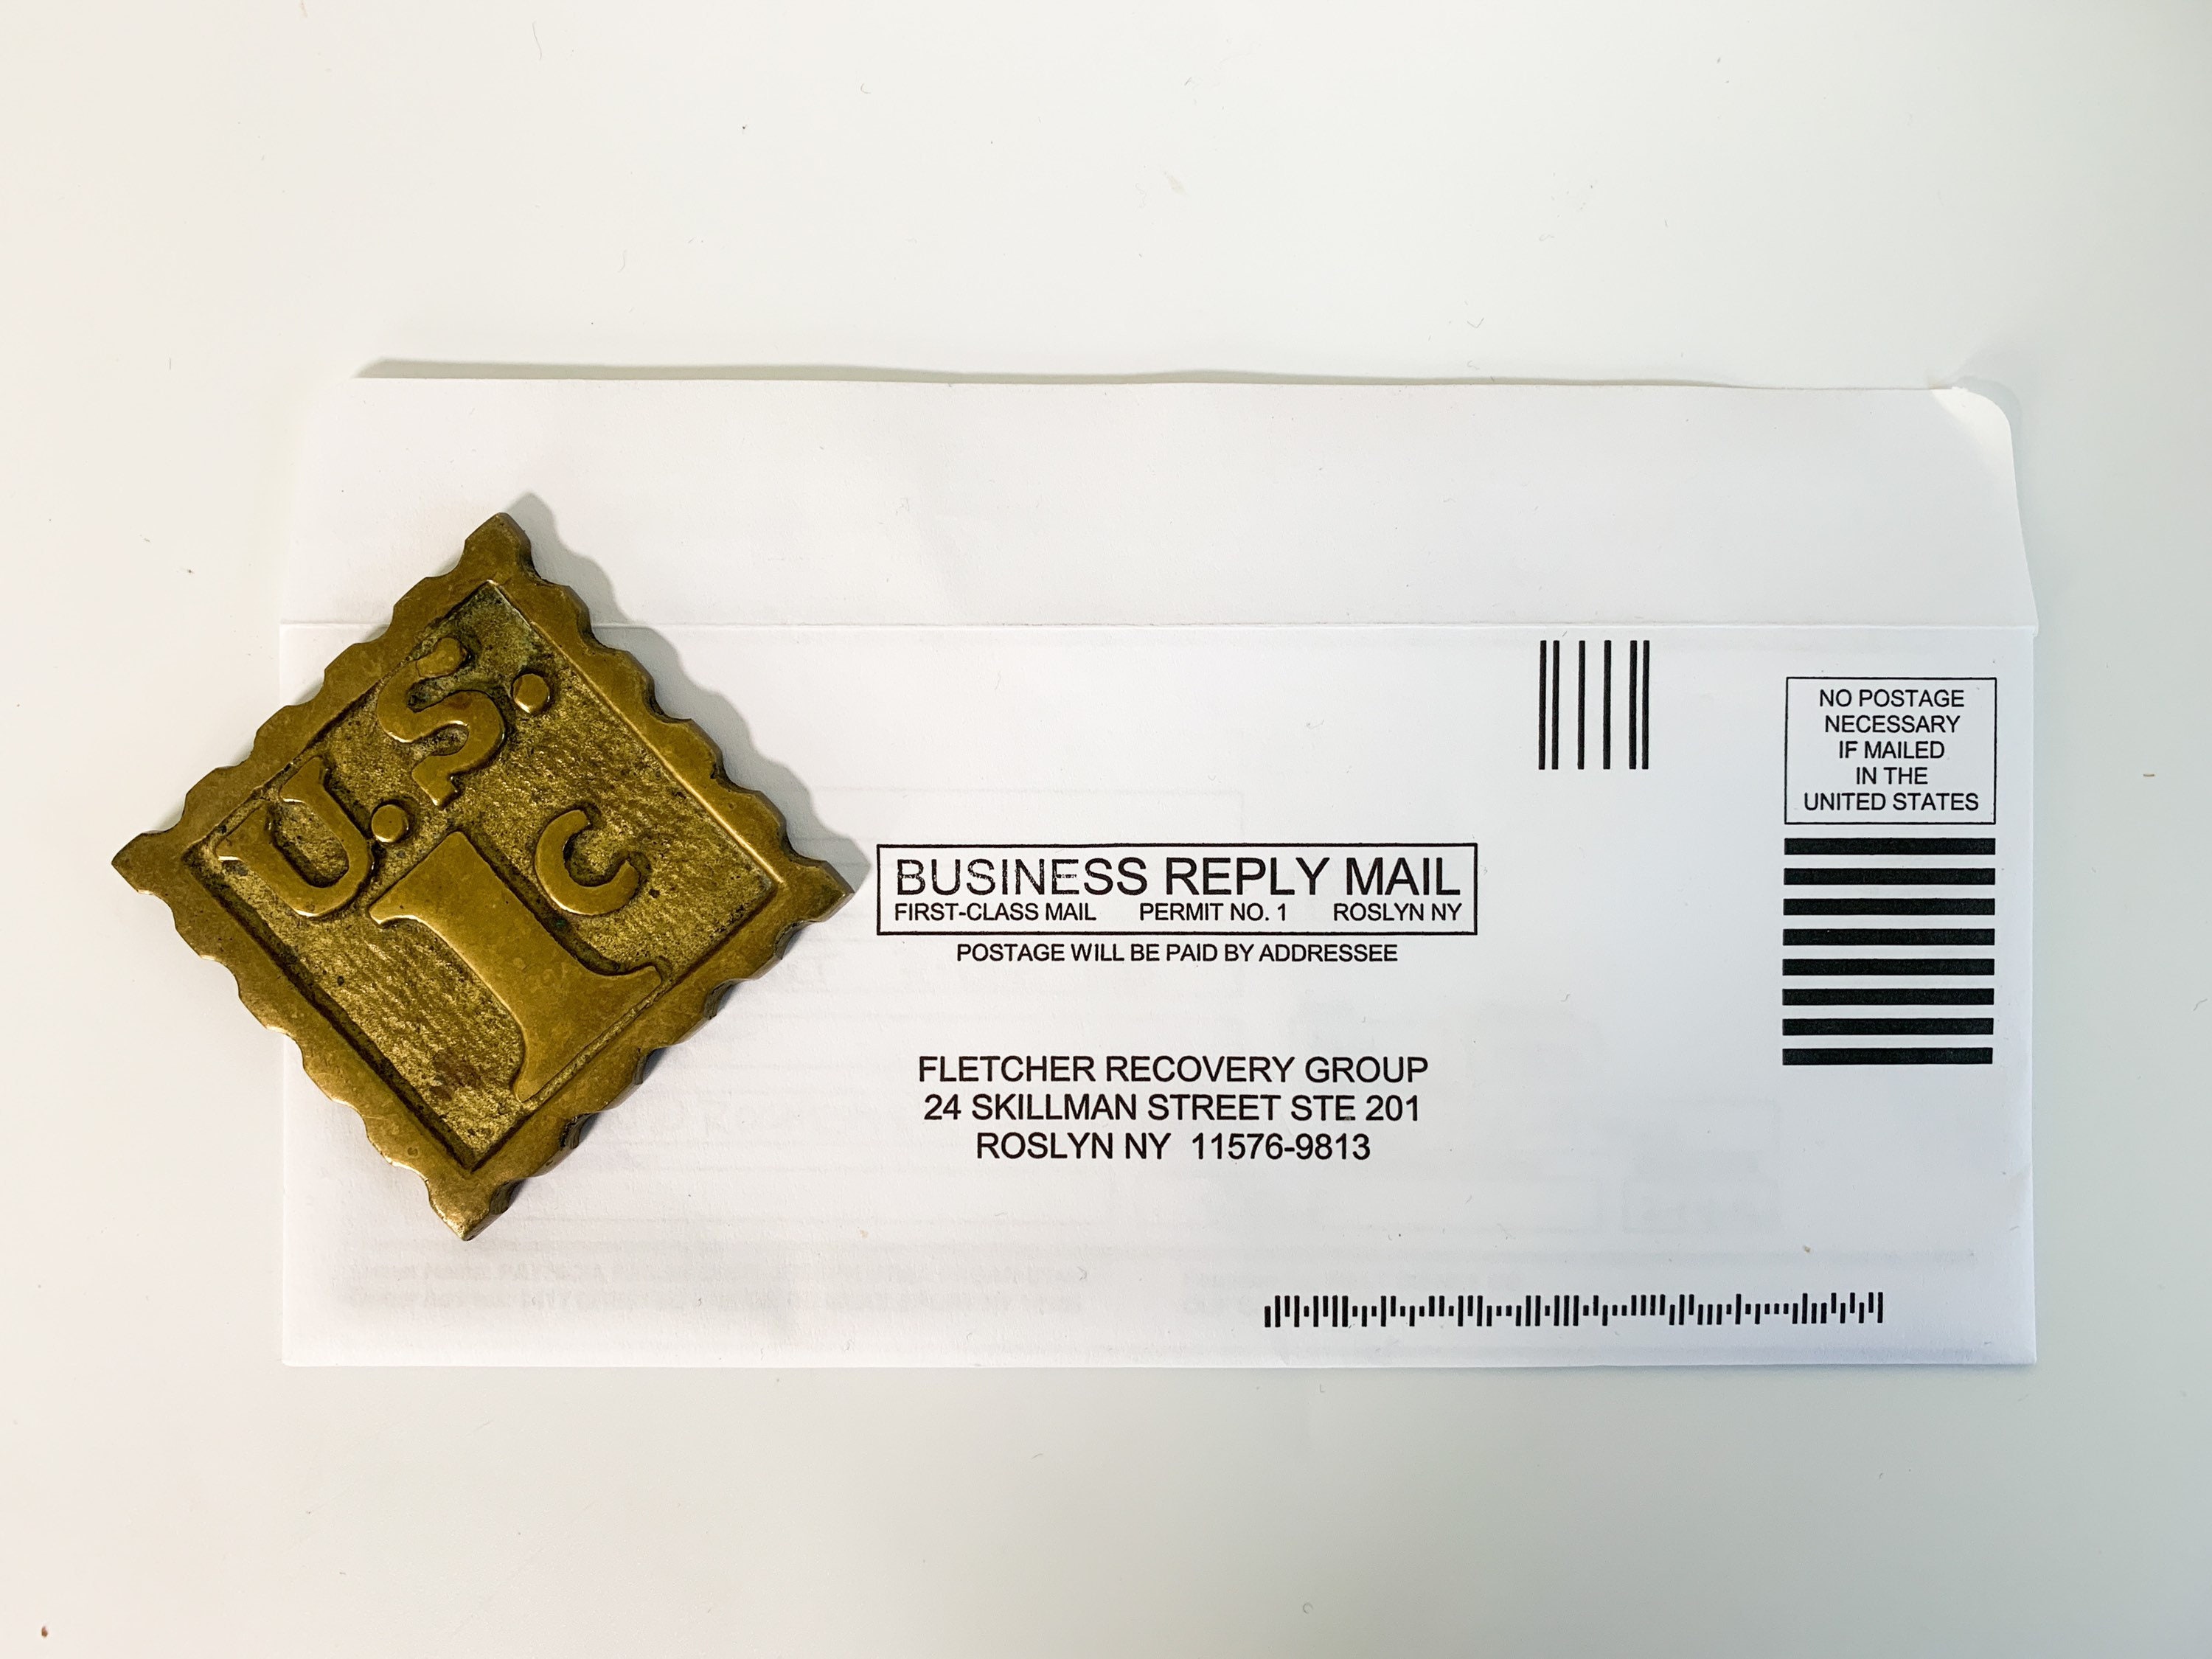 U.S.
1 C
NO POSTAGE
NECESSARY
IF MAILED
IN THE
UNITED STATES
BUSINESS REPLY MAIL
FIRST-CLASS MAIL PERMIT NO. 1 ROSLYN NY
POSTAGE WILL BE PAID BY ADDRESSEE
FLETCHER RECOVERY GROUP
24 SKILLMAN STREET STE 201
ROSLYN NY 11576-9813